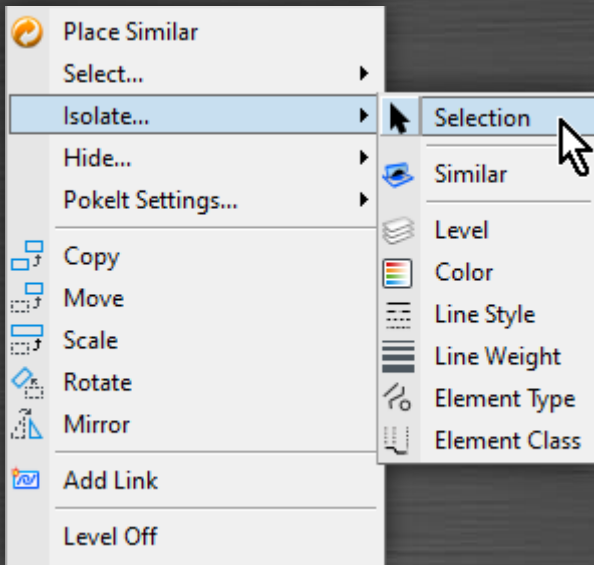 Place Similar
Select...
Isolate...
Hide...
PokeIt Settings...
Copy
Move
Scale
Rotate
Mirror
Add Link
Level Off
Selection
Similar
Level
Color
Line Style
Line Weight
Element Type
Element Class